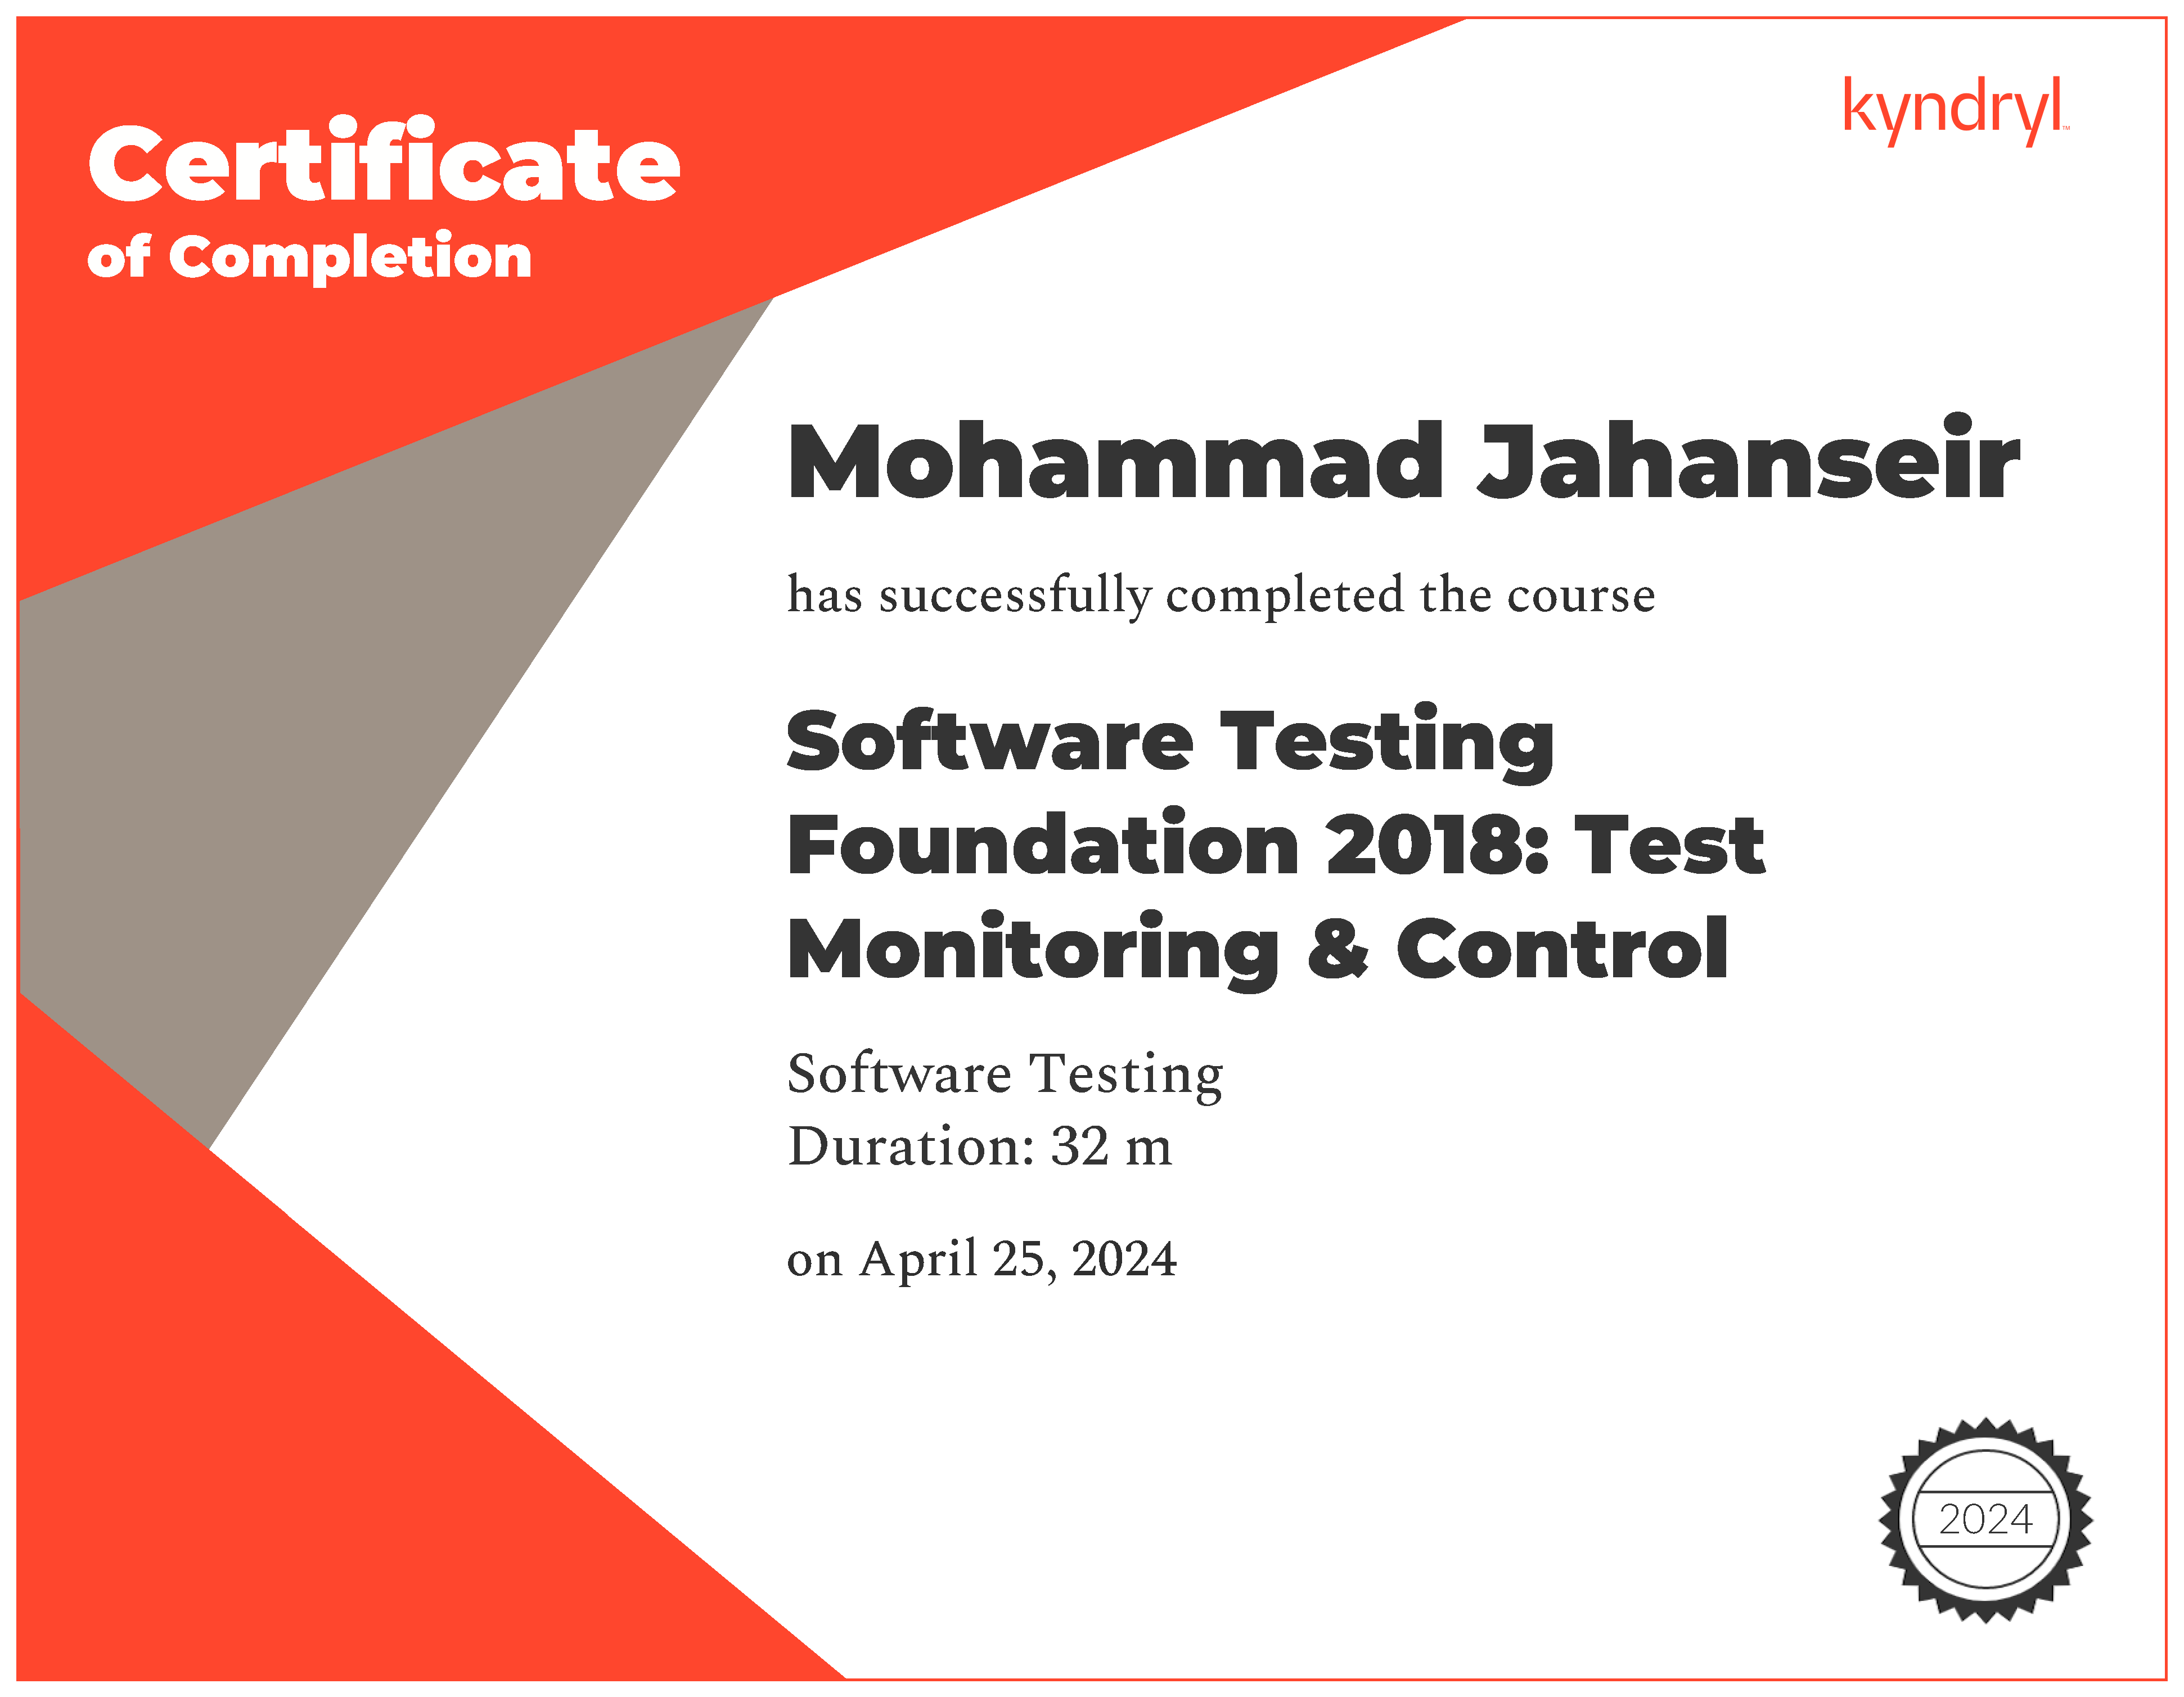 Certificate
of Completion
kyndryl™
Mohammad Jahanseir
has successfully completed the course
Software Testing
Foundation 2018: Test
Monitoring & Control
Software Testing
Duration: 32 m
on April 25, 2024
2024